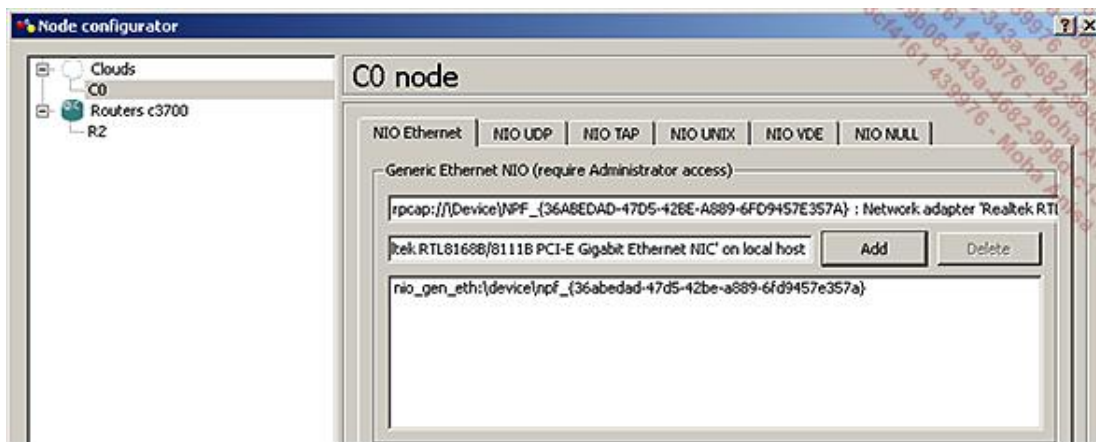 Node configurator
Clouds
C0
Routers c3700
R2
C0 node
NIO Ethernet NIO UDP NIO TAP NIO UNIX NIO VDE NIO NULL
Generic Ethernet NIO (require Administrator access)
rpcap://\Device\NPF_{36ABEDAD-47D5-42BE-A889-6FD9457E357A} : Network adapter 'Realtek RTL
ltek RTL8168B/8111B PCI-E Gigabit Ethernet NIC' on local host Add Delete
nio_gen_eth:\device\npf_{36abedad-47d5-42be-a889-6fd9457e357a}